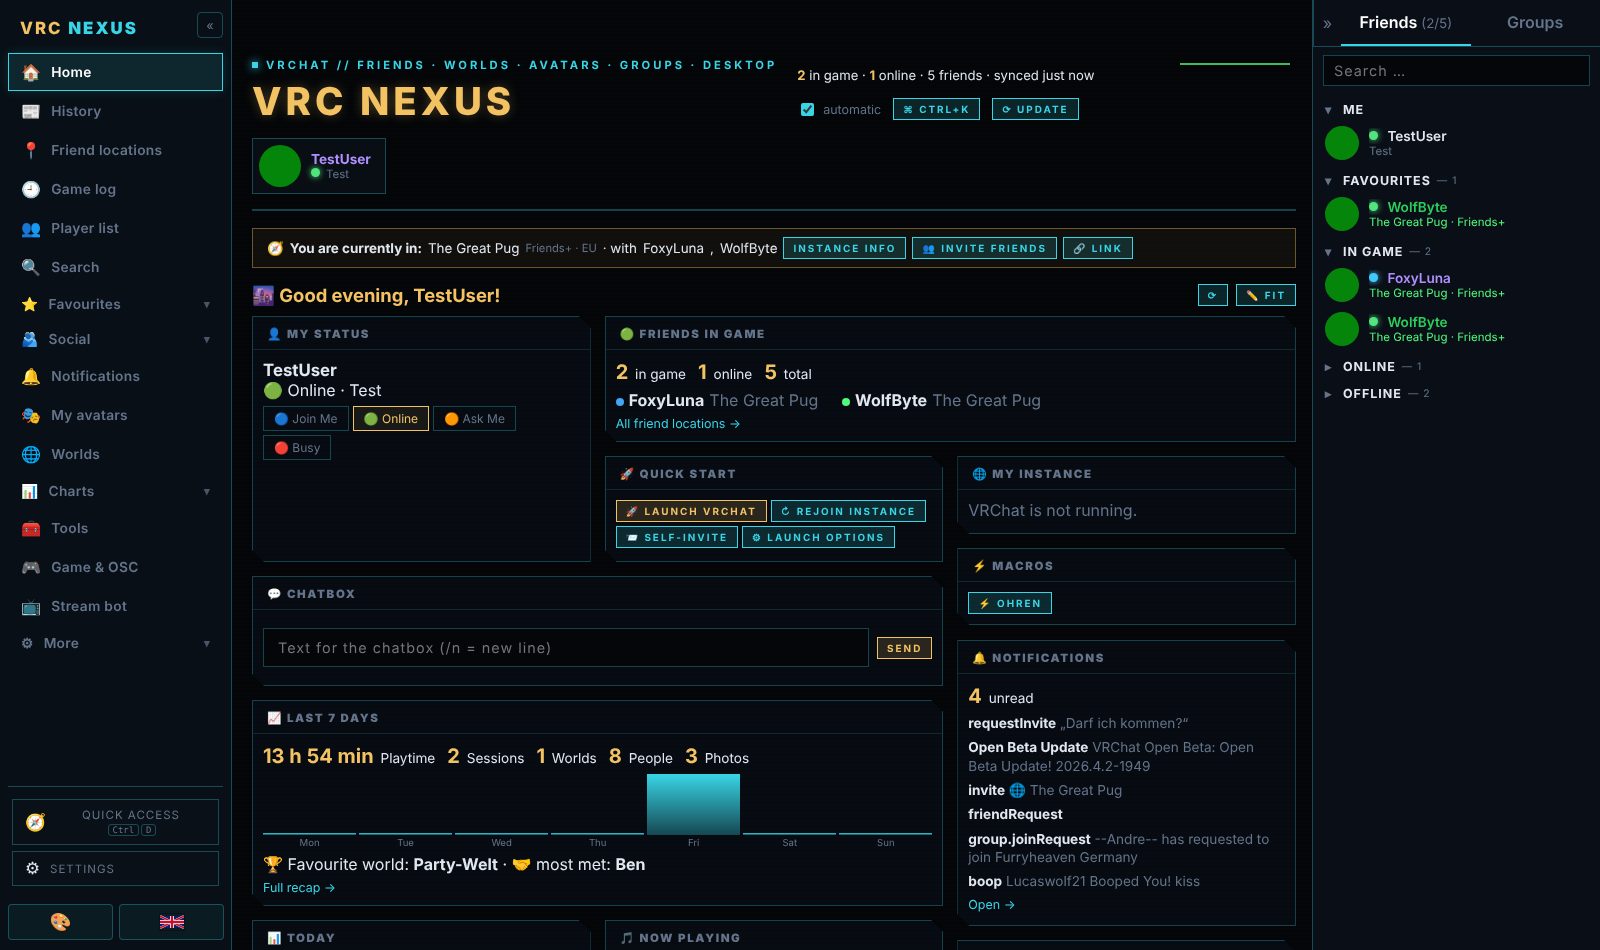 VRC NEXUS
«
Home
History
Friend locations
Game log
Player list
Search
Favourites ▾
Social ▾
Notifications
My avatars
Worlds
Charts ▾
Tools
Game & OSC
Stream bot
More ▾
QUICK ACCESS
Ctrl D
SETTINGS
VRCHAT // FRIENDS · WORLDS · AVATARS · GROUPS · DESKTOP
VRC NEXUS
2 in game · 1 online · 5 friends · synced just now
automatic
⌘ CTRL+K
⟳ UPDATE
TestUser
Test
You are currently in: The Great Pug Friends+ · EU · with FoxyLuna , WolfByte
INSTANCE INFO
INVITE FRIENDS
LINK
Good evening, TestUser!
⟳
FIT
MY STATUS
TestUser
Online · Test
Join Me
Online
Ask Me
Busy
FRIENDS IN GAME
2 in game 1 online 5 total
FoxyLuna The Great Pug WolfByte The Great Pug
All friend locations →
QUICK START
LAUNCH VRCHAT
↻ REJOIN INSTANCE
SELF-INVITE
⚙ LAUNCH OPTIONS
MY INSTANCE
VRChat is not running.
MACROS
⚡ OHREN
CHATBOX
Text for the chatbox (/n = new line)
SEND
NOTIFICATIONS
4 unread
requestInvite „Darf ich kommen?“
Open Beta Update VRChat Open Beta: Open
Beta Update! 2026.4.2-1949
invite The Great Pug
friendRequest
group.joinRequest --Andre-- has requested to
join Furryheaven Germany
boop Lucaswolf21 Booped You! kiss
Open →
LAST 7 DAYS
13 h 54 min Playtime 2 Sessions 1 Worlds 8 People 3 Photos
Mon Tue Wed Thu Fri Sat Sun
Favourite world: Party-Welt · most met: Ben
Full recap →
TODAY
NOW PLAYING
»
Friends (2/5)
Groups
Search ...
▾ ME
TestUser
Test
▾ FAVOURITES — 1
WolfByte
The Great Pug · Friends+
▾ IN GAME — 2
FoxyLuna
The Great Pug · Friends+
WolfByte
The Great Pug · Friends+
▸ ONLINE — 1
▸ OFFLINE — 2